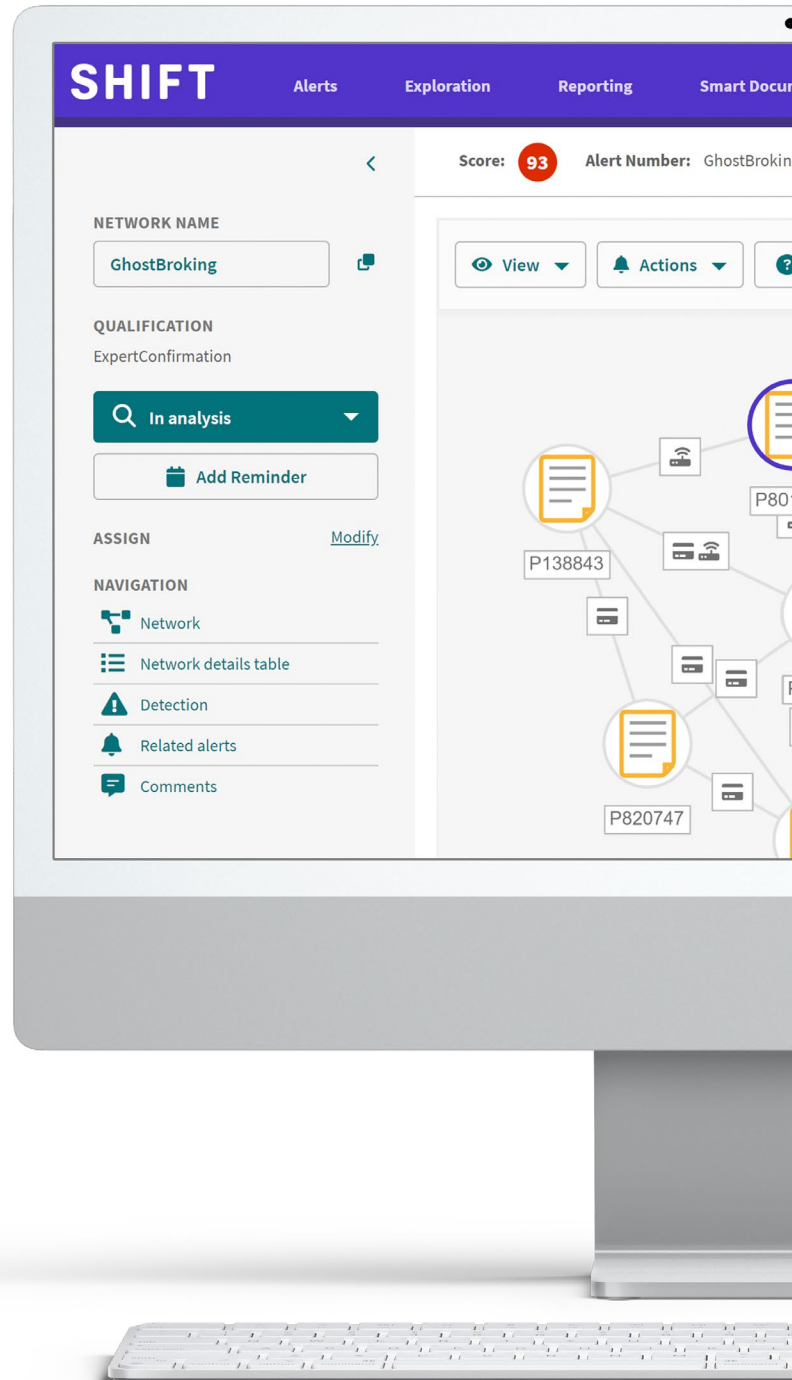 SHIFT
Alerts
Exploration
Reporting
Smart
Score: 93
Alert Number:
NETWORK NAME
GhostBroking
View
Actions
?
QUALIFICATION
ExpertConfirmation
In analysis
Add Reminder
ASSIGN
Modify
NAVIGATION
Network
Network details table
Detection
Related alerts
Comments
P138843
P820747